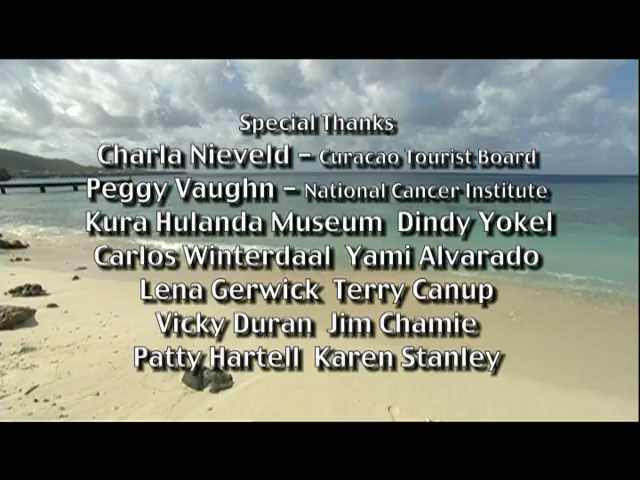 Special Thanks
Charla Nieveld – Curacao Tourist Board
Peggy Vaughn – National Cancer Institute
Kura Hulanda Museum  Dindy Yokel
Carlos Winterdaal  Yami Alvarado
Lena Gerwick  Terry Canup
Vicky Duran  Jim Chamie
Patty Hartell  Karen Stanley